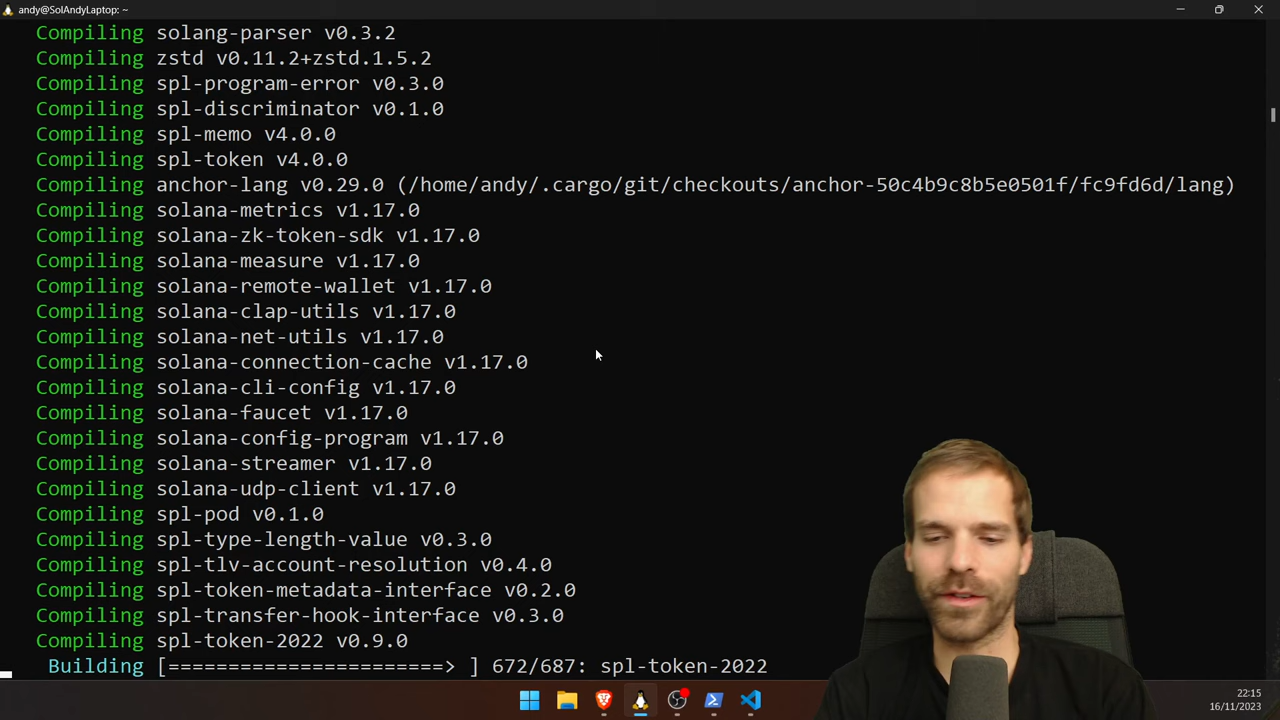 andy@SolAndyLaptop: ~
Compiling solang-parser v0.3.2
Compiling zstd v0.11.2+zstd.1.5.2
Compiling spl-program-error v0.3.0
Compiling spl-discriminator v0.1.0
Compiling spl-memo v4.0.0
Compiling spl-token v4.0.0
Compiling anchor-lang v0.29.0 (/home/andy/.cargo/git/checkouts/anchor-50c4b9c8b5e0501f/fc9fd6d/lang)
Compiling solana-metrics v1.17.0
Compiling solana-zk-token-sdk v1.17.0
Compiling solana-measure v1.17.0
Compiling solana-remote-wallet v1.17.0
Compiling solana-clap-utils v1.17.0
Compiling solana-net-utils v1.17.0
Compiling solana-connection-cache v1.17.0
Compiling solana-cli-config v1.17.0
Compiling solana-faucet v1.17.0
Compiling solana-config-program v1.17.0
Compiling solana-streamer v1.17.0
Compiling solana-udp-client v1.17.0
Compiling spl-pod v0.1.0
Compiling spl-type-length-value v0.3.0
Compiling spl-tlv-account-resolution v0.4.0
Compiling spl-token-metadata-interface v0.2.0
Compiling spl-transfer-hook-interface v0.3.0
Compiling spl-token-2022 v0.9.0
Building [=======================> ] 672/687: spl-token-2022
22:15
16/11/2023